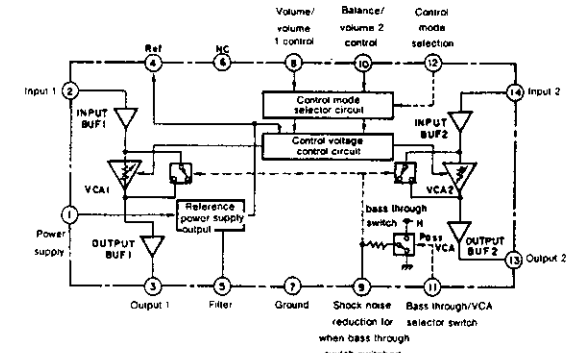 Volume/
volume
1 control
Balance/
volume 2
control
Control
mode
selection
Ref
NC
4
6
8
10
12
Input 1
2
14
Input 2
Control mode
selector circuit
INPUT
BUF1
INPUT
BUF2
Control voltage
control circuit
VCA1
VCA2
1
Power
supply
Reference
power supply
output
bass through
switch
H
Pass
VCA
OUTPUT
BUF1
OUTPUT
BUF2
13
Output 2
3
5
7
9
11
Output 1
Filter
Ground
Shock noise
reduction for
when bass through
switch switched
Bass through/VCA
selector switch